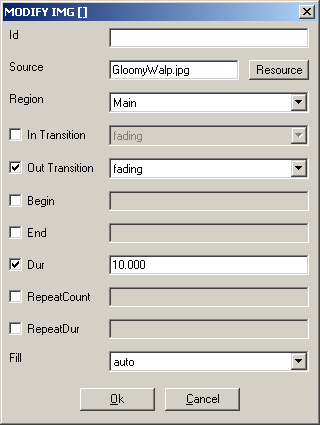 MODIFY IMG []
Id
Source GloomyWalp.jpg Resource
Region Main
In Transition fading
Out Transition fading
Begin
End
Dur 10.000
RepeatCount
RepeatDur
Fill auto
Ok Cancel